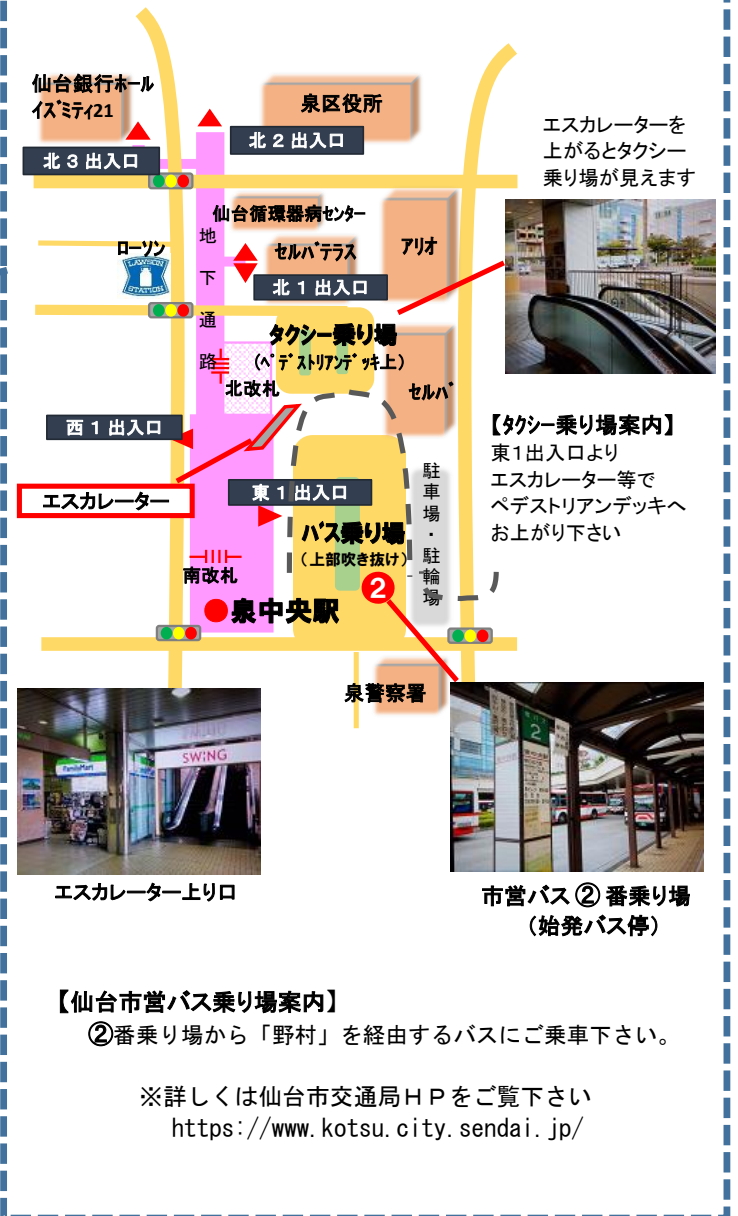 仙台銀行ホール
イズミティ21
泉区役所
北２出入口
北３出入口
エスカレーターを
上がるとタクシー
乗り場が見えます
仙台循環器病センター
地下通路
ローソン
LAWSON
STATION
セルバテラス
アリオ
北１出入口
タクシー乗り場
(ペデストリアンデッキ上)
北改札
セルバ
西１出入口
【タクシー乗り場案内】
東1出入口より
エスカレーター等で
ペデストリアンデッキへ
お上がり下さい
エスカレーター
東１出入口
駐車場・駐輪場
バス乗り場
（上部吹き抜け）
南改札
2
泉中央駅
泉警察署
SWING
FamilyMart
2
エスカレーター上り口
市営バス②番乗り場
（始発バス停）
【仙台市営バス乗り場案内】
②番乗り場から「野村」を経由するバスにご乗車下さい。
※詳しくは仙台市交通局ＨＰをご覧下さい
https://www.kotsu.city.sendai.jp/